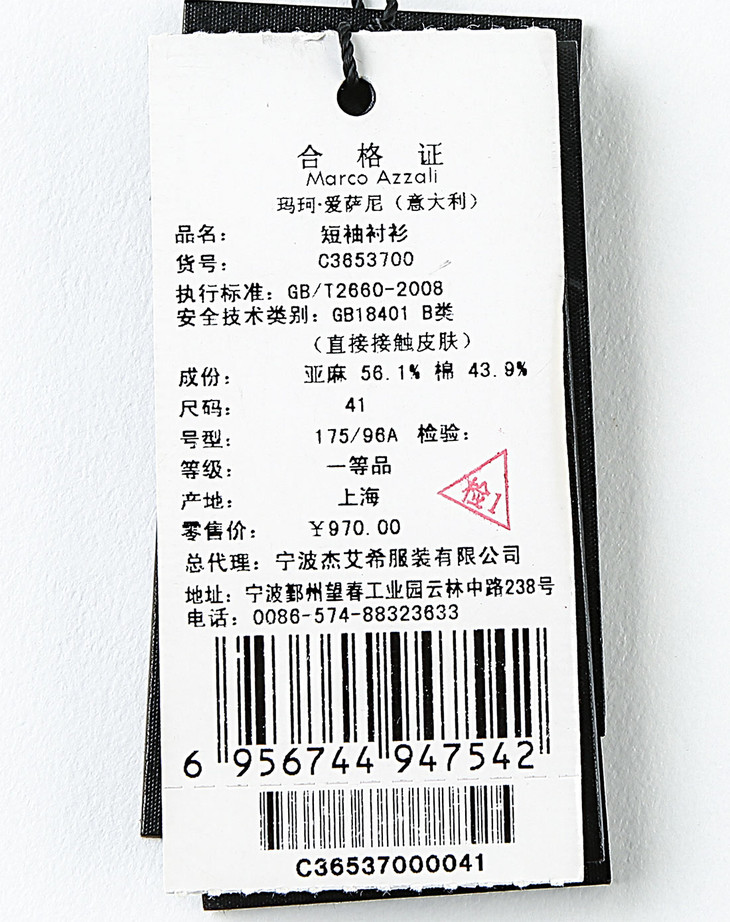 合格证
Marco Azzali
玛珂·爱萨尼（意大利）
品名： 短袖衬衫
货号： C3653700
执行标准：GB/T2660-2008
安全技术类别：GB18401 B类
（直接接触皮肤）
成份： 亚麻 56.1% 棉 43.9%
尺码： 41
号型： 175/96A 检验：
等级： 一等品
检1
产地： 上海
零售价： ￥970.00
总代理：宁波杰艾希服装有限公司
地址：宁波鄞州望春工业园云林中路238号
电话：0086-574-88323633
6 956744 947542
C36537000041